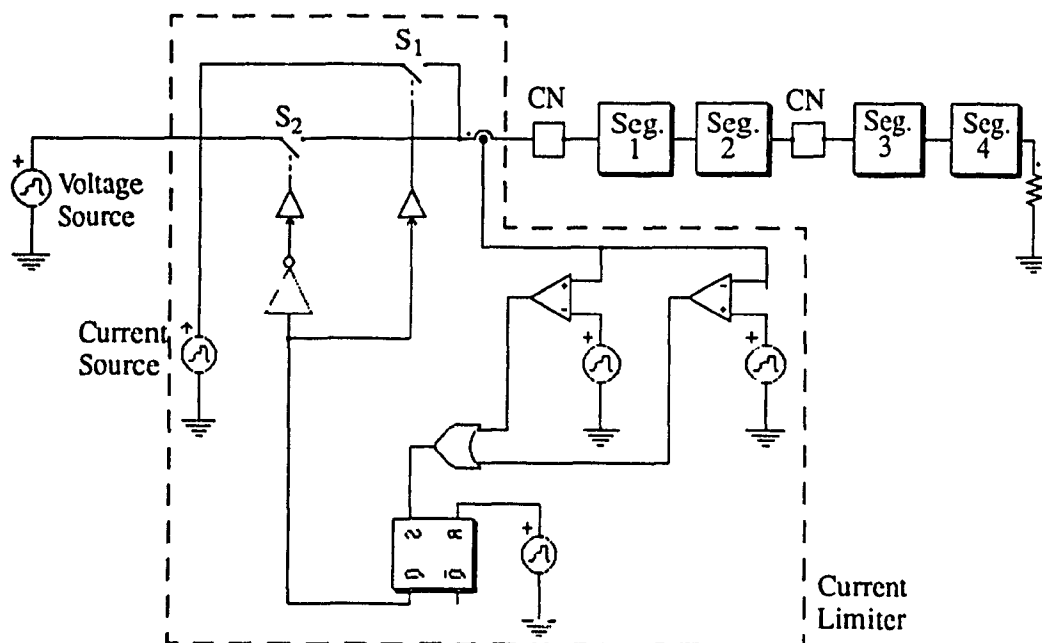 S1
S2
CN
Seg.
1
Seg.
2
CN
Seg.
3
Seg.
4
+
Voltage
Source
Current
Source
+
-
-
+
+
+
S
R
Q
Q̅
+
Current
Limiter